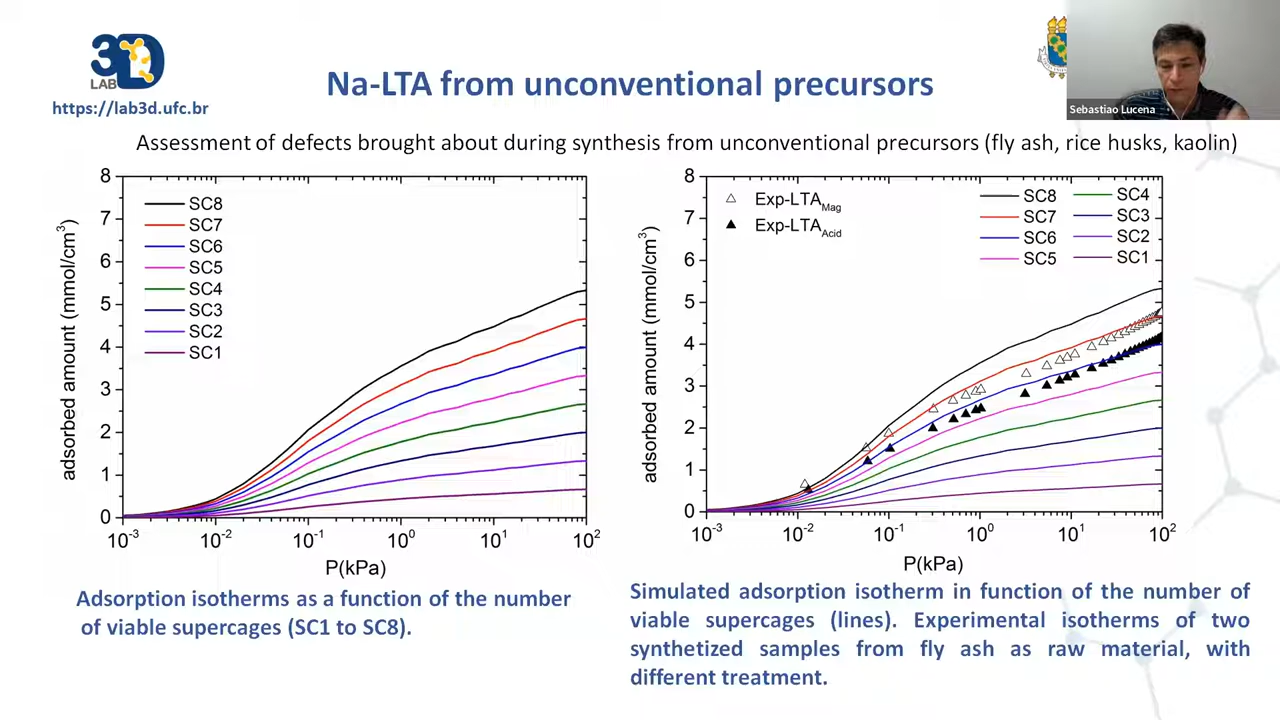 3D
LAB
https://lab3d.ufc.br
Na-LTA from unconventional precursors
Sebastiao Lucena
Assessment of defects brought about during synthesis from unconventional precursors (fly ash, rice husks, kaolin)
adsorbed amount (mmol/cm³)
8
7
6
5
4
3
2
1
0
SC8
SC7
SC6
SC5
SC4
SC3
SC2
SC1
10⁻³ 10⁻² 10⁻¹ 10⁰ 10¹ 10²
P(kPa)
Adsorption isotherms as a function of the number
of viable supercages (SC1 to SC8).
adsorbed amount (mmol/cm³)
8
7
6
5
4
3
2
1
0
Exp-LTA Mag
Exp-LTA Acid
SC8 SC4
SC7 SC3
SC6 SC2
SC5 SC1
10⁻³ 10⁻² 10⁻¹ 10⁰ 10¹ 10²
P(kPa)
Simulated adsorption isotherm in function of the number of
viable supercages (lines). Experimental isotherms of two
synthetized samples from fly ash as raw material, with
different treatment.